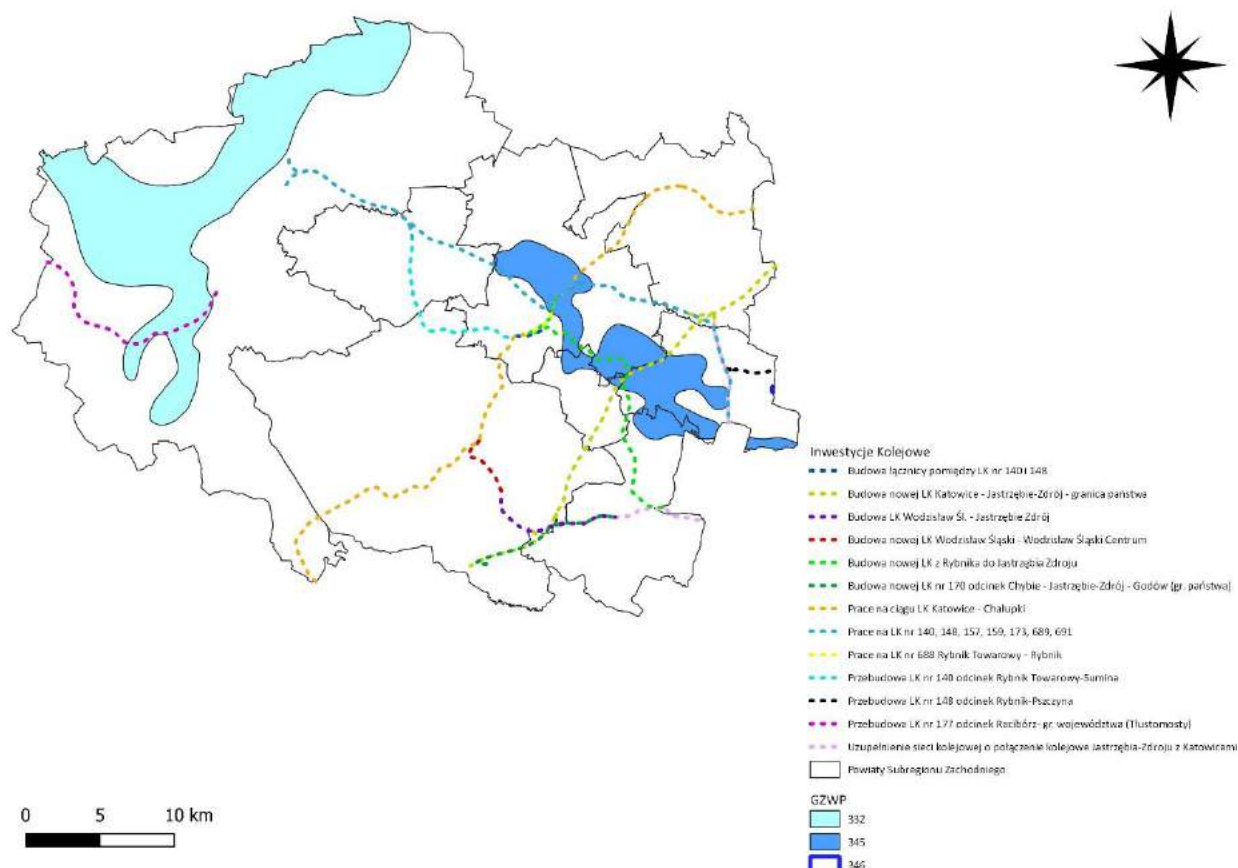 Inwestycje Kolejowe
Budowa łącznicy pomiędzy LK nr 140 i 148
Budowa nowej LK Katowice - Jastrzębie-Zdrój - granica państwa
Budowa LK Wodzisław Śl. - Jastrzębie Zdrój
Budowa nowej LK Wodzisław Śląski - Wodzisław Śląski Centrum
Budowa nowej LK z Rybnika do Jastrzębia Zdroju
Budowa nowej LK nr 170 odcinek Chybie - Jastrzębie-Zdrój - Godów (gr. państwa)
Prace na ciągu LK Katowice - Chałupki
Prace na LK nr 140, 148, 157, 159, 173, 689, 691
Prace na LK nr 688 Rybnik Towarowy - Rybnik
Przebudowa LK nr 140 odcinek Rybnik Towarowy-Sumina
Przebudowa LK nr 148 odcinek Rybnik-Pszczyna
Przebudowa LK nr 177 odcinek Racibórz- gr. województwa (Tłustomosty)
Uzupełnienie sieci kolejowej o połączenie kolejowe Jastrzębia-Zdroju z Katowicami
Powiaty Subregionu Zachodniego
GZWP
332
345
346
0 5 10 km